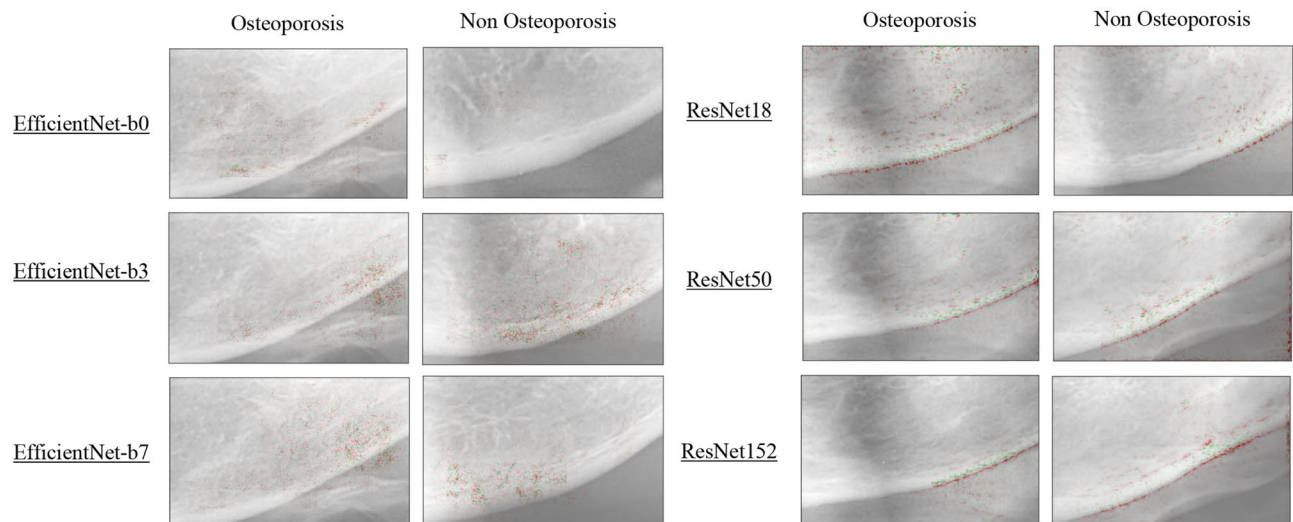 Osteoporosis Non Osteoporosis
EfficientNet-b0
EfficientNet-b3
EfficientNet-b7
Osteoporosis Non Osteoporosis
ResNet18
ResNet50
ResNet152